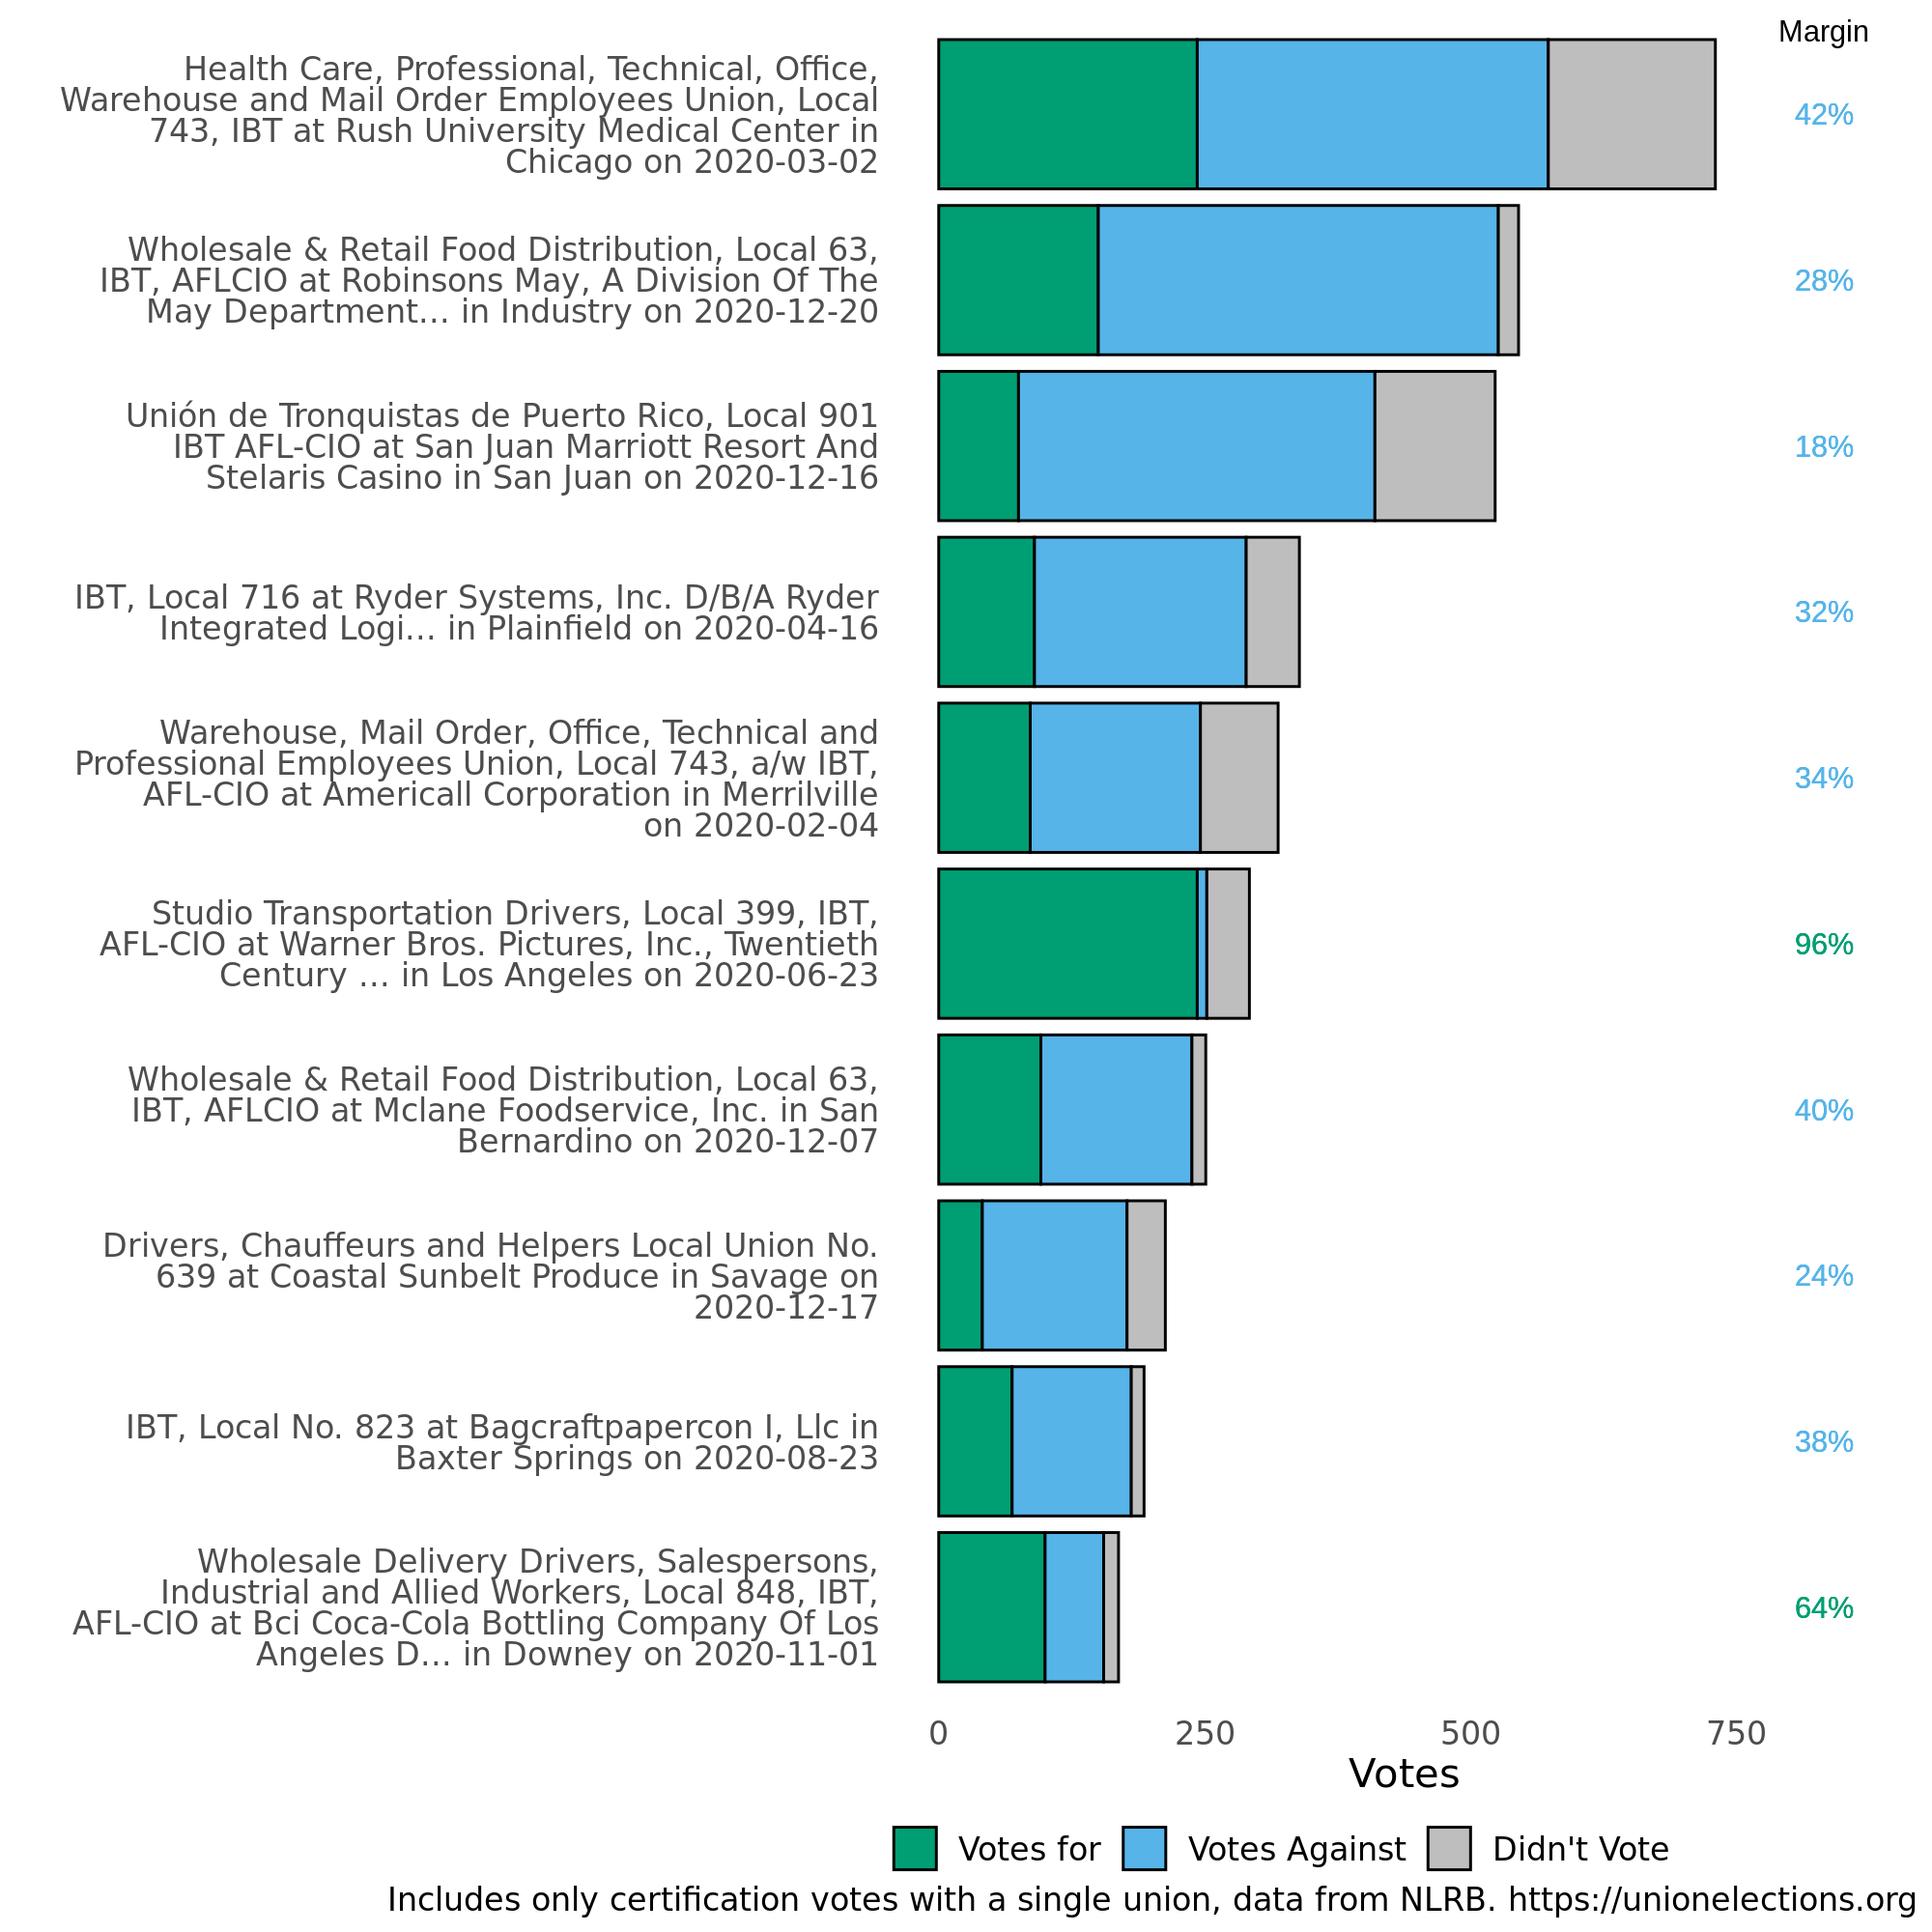 Margin
Health Care, Professional, Technical, Office,
Warehouse and Mail Order Employees Union, Local
743, IBT at Rush University Medical Center in
Chicago on 2020-03-02
42%
Wholesale & Retail Food Distribution, Local 63,
IBT, AFLCIO at Robinsons May, A Division Of The
May Department... in Industry on 2020-12-20
28%
Unión de Tronquistas de Puerto Rico, Local 901
IBT AFL-CIO at San Juan Marriott Resort And
Stelaris Casino in San Juan on 2020-12-16
18%
IBT, Local 716 at Ryder Systems, Inc. D/B/A Ryder
Integrated Logi... in Plainfield on 2020-04-16
32%
Warehouse, Mail Order, Office, Technical and
Professional Employees Union, Local 743, a/w IBT,
AFL-CIO at Americall Corporation in Merrilville
on 2020-02-04
34%
Studio Transportation Drivers, Local 399, IBT,
AFL-CIO at Warner Bros. Pictures, Inc., Twentieth
Century ... in Los Angeles on 2020-06-23
96%
Wholesale & Retail Food Distribution, Local 63,
IBT, AFLCIO at Mclane Foodservice, Inc. in San
Bernardino on 2020-12-07
40%
Drivers, Chauffeurs and Helpers Local Union No.
639 at Coastal Sunbelt Produce in Savage on
2020-12-17
24%
IBT, Local No. 823 at Bagcraftpapercon I, Llc in
Baxter Springs on 2020-08-23
38%
Wholesale Delivery Drivers, Salespersons,
Industrial and Allied Workers, Local 848, IBT,
AFL-CIO at Bci Coca-Cola Bottling Company Of Los
Angeles D... in Downey on 2020-11-01
64%
0 250 500 750
Votes
Votes for Votes Against Didn't Vote
Includes only certification votes with a single union, data from NLRB. https://unionelections.org